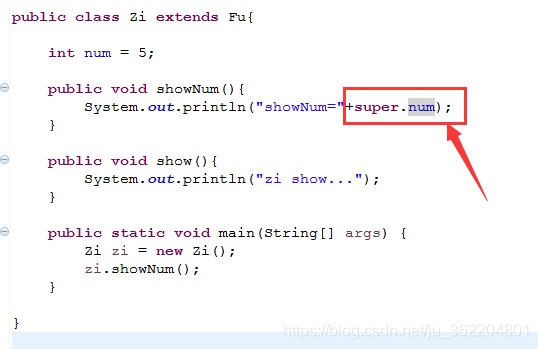 public class Zi extends Fu{
int num = 5;
public void showNum(){
System.out.println("showNum="+super.num);
}
public void show(){
System.out.println("zi show...");
}
public static void main(String[] args) {
Zi zi = new Zi();
zi.showNum();
}
}
https://blog.csdn.net/ju_362204801